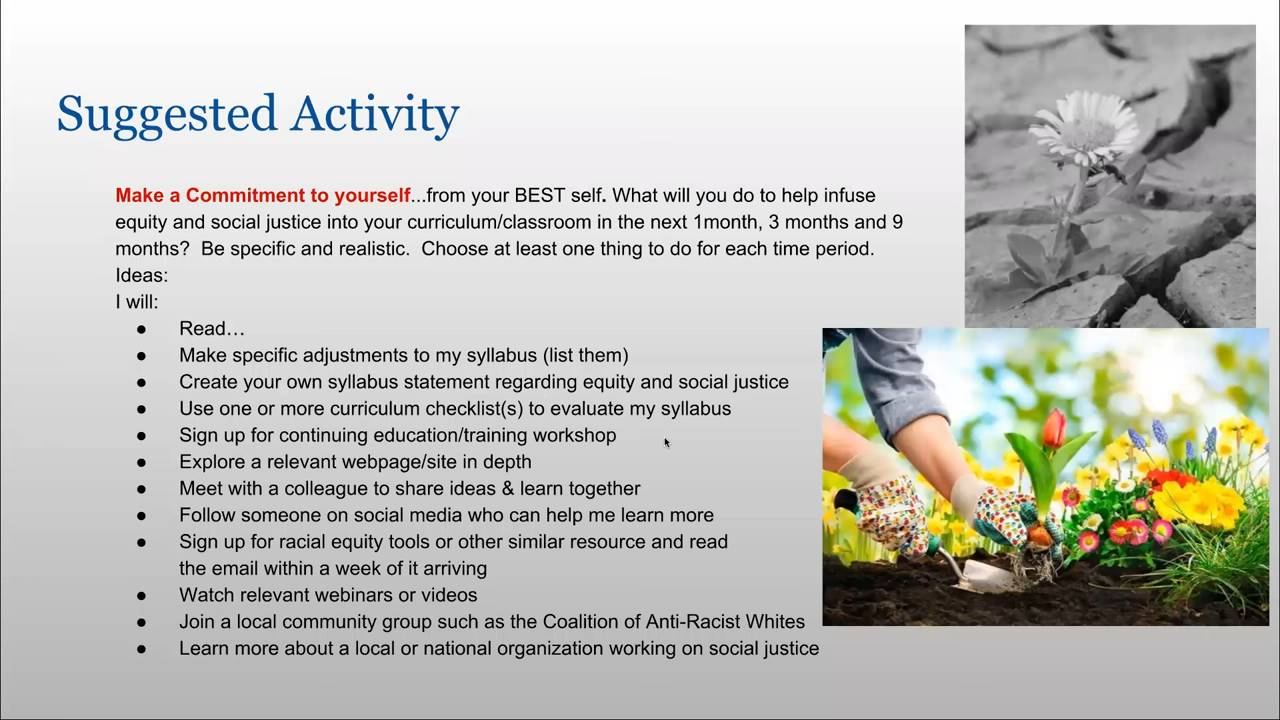 Suggested Activity
Make a Commitment to yourself...from your BEST self. What will you do to help infuse
equity and social justice into your curriculum/classroom in the next 1month, 3 months and 9
months?  Be specific and realistic.  Choose at least one thing to do for each time period.
Ideas:
I will:
● Read…
● Make specific adjustments to my syllabus (list them)
● Create your own syllabus statement regarding equity and social justice
● Use one or more curriculum checklist(s) to evaluate my syllabus
● Sign up for continuing education/training workshop
● Explore a relevant webpage/site in depth
● Meet with a colleague to share ideas & learn together
● Follow someone on social media who can help me learn more
● Sign up for racial equity tools or other similar resource and read
the email within a week of it arriving
● Watch relevant webinars or videos
● Join a local community group such as the Coalition of Anti-Racist Whites
● Learn more about a local or national organization working on social justice